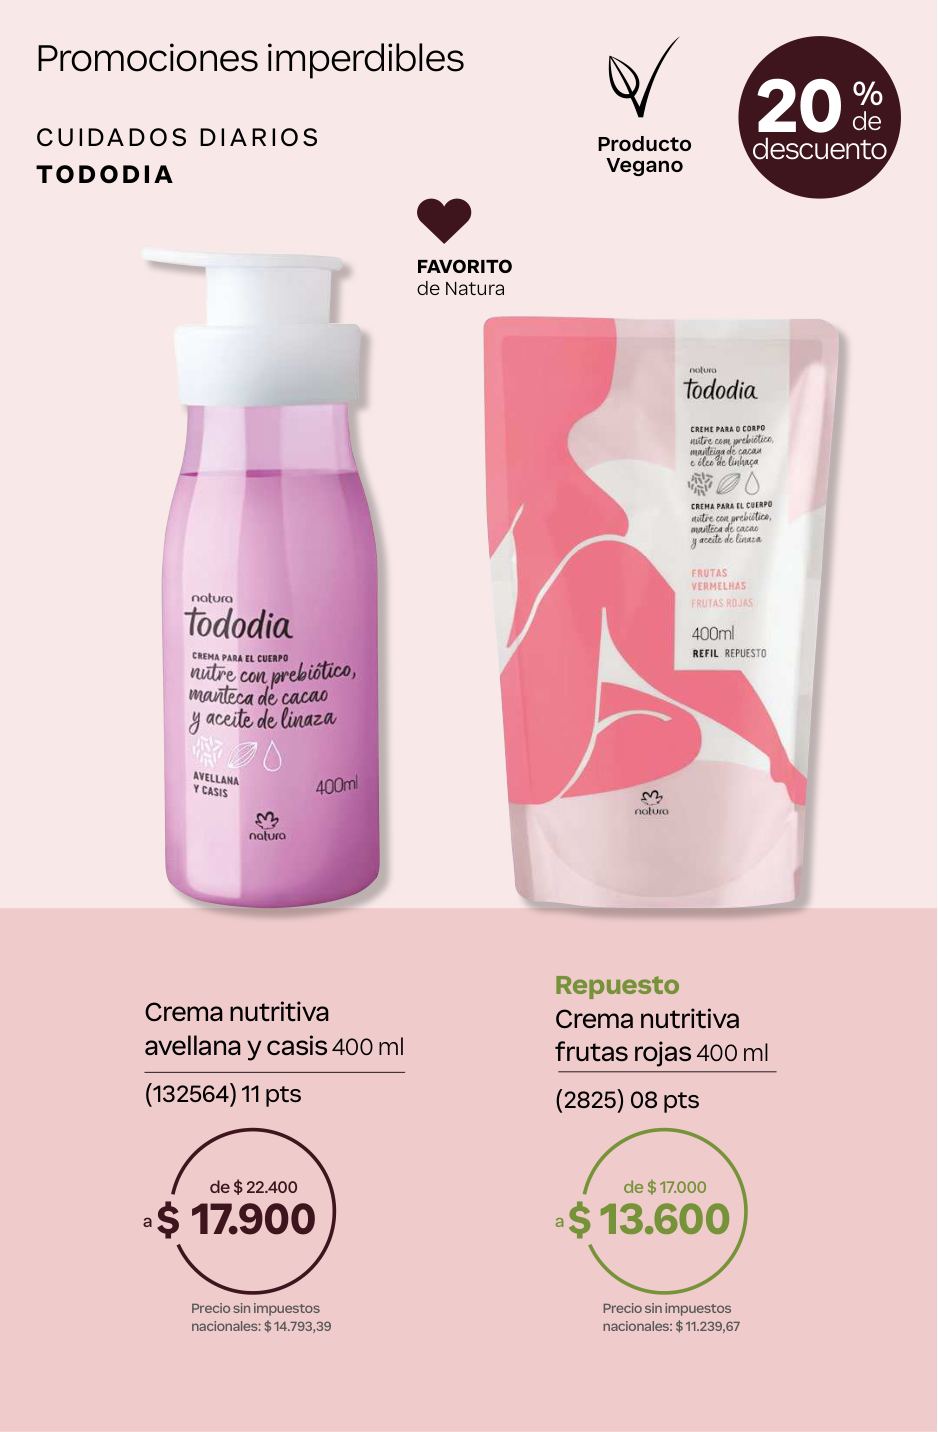 Promociones imperdibles
CUIDADOS DIARIOS
TODODIA
Producto
Vegano
20 %
de
descuento
FAVORITO
de Natura
natura
Tododia
CREMA PARA EL CUERPO
nutre con prebiótico,
manteca de cacao
y aceite de linaza
AVELLANA
Y CASIS
400ml
natura
natura
Tododia
CREME PARA O CORPO
nutre com prebiótico,
manteiga de cacau
e óleo de linhaça
CREMA PARA EL CUERPO
nutre con prebiótico,
manteca de cacao
y aceite de linaza
FRUTAS
VERMELHAS
FRUTAS ROJAS
400ml
REFIL REPUESTO
natura
Crema nutritiva
avellana y casis 400 ml
(132564) 11 pts
de $ 22.400
a $ 17.900
Precio sin impuestos
nacionales: $ 14.793,39
Repuesto
Crema nutritiva
frutas rojas 400 ml
(2825) 08 pts
de $ 17.000
a $ 13.600
Precio sin impuestos
nacionales: $ 11.239,67